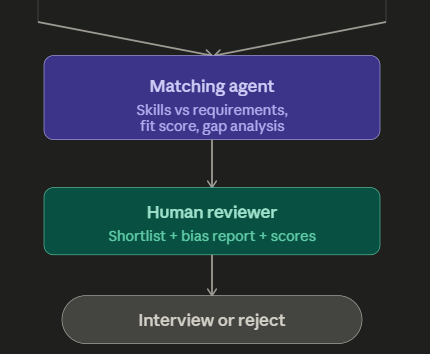 Matching agent
Skills vs requirements,
fit score, gap analysis
Human reviewer
Shortlist + bias report + scores
Interview or reject